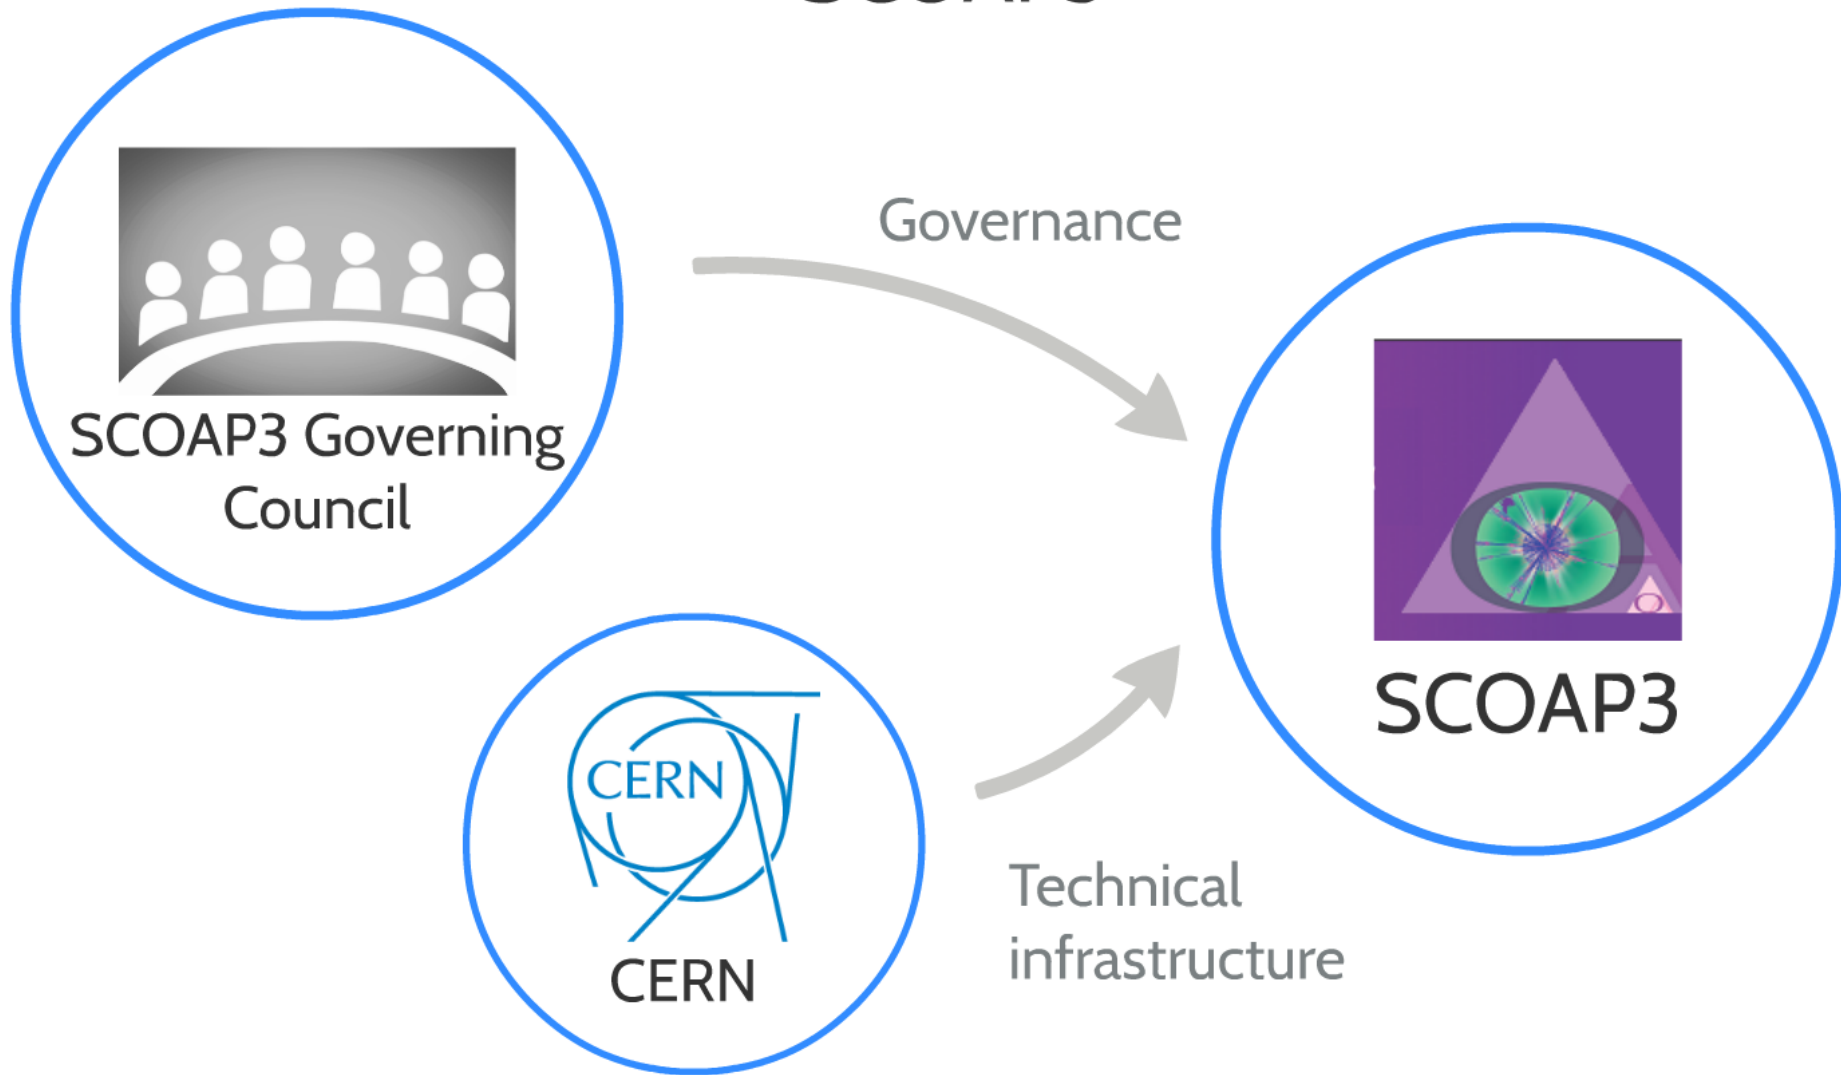 SCOAP3 Governing
Council
Governance
SCOAP3
CERN
CERN
Technical
infrastructure